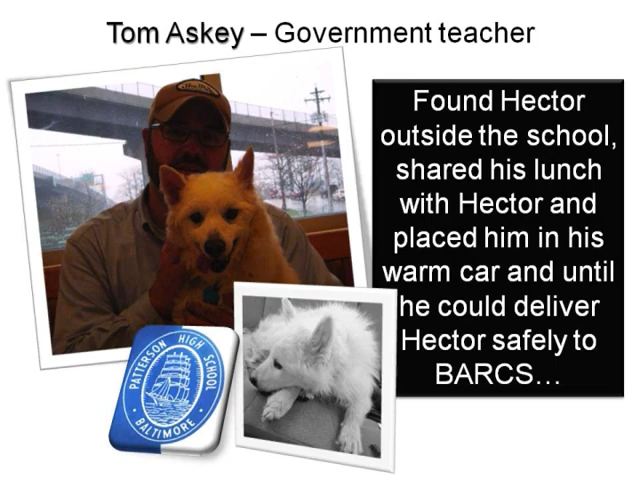 Tom Askey – Government teacher
Found Hector
outside the school,
shared his lunch
with Hector and
placed him in his
warm car and until
he could deliver
Hector safely to
BARCS…
PATTERSON HIGH SCHOOL
• BALTIMORE •